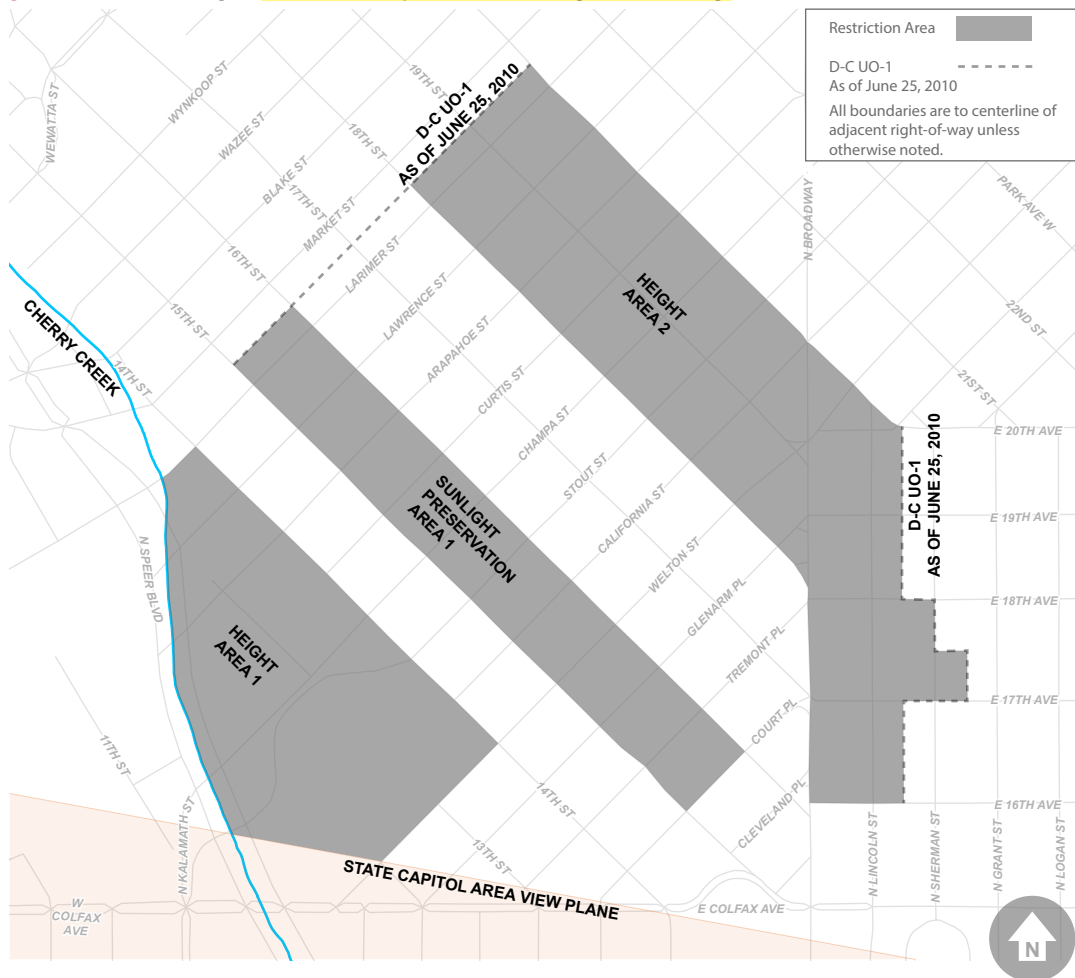 Restriction Area
D-C UO-1
As of June 25, 2010
All boundaries are to centerline of
adjacent right-of-way unless
otherwise noted.
D-C UO-1
AS OF JUNE 25, 2010
19TH ST
18TH ST
17TH ST
16TH ST
15TH ST
14TH ST
WEWATTA ST
WYNKOOP ST
WAZEE ST
BLAKE ST
MARKET ST
LARIMER ST
LAWRENCE ST
ARAPAHOE ST
CURTIS ST
CHAMPA ST
STOUT ST
CALIFORNIA ST
WELTON ST
GLENARM PL
TREMONT PL
COURT PL
CLEVELAND PL
N BROADWAY
PARK AVE W
22ND ST
21ST ST
CHERRY CREEK
HEIGHT
AREA 2
SUNLIGHT
PRESERVATION
AREA 1
HEIGHT
AREA 1
D-C UO-1
AS OF JUNE 25, 2010
E 20TH AVE
E 19TH AVE
E 18TH AVE
E 17TH AVE
E 16TH AVE
N SPEER BLVD
11TH ST
N KALAMATH ST
14TH ST
13TH ST
STATE CAPITOL AREA VIEW PLANE
W
COLFAX
AVE
E COLFAX AVE
N LINCOLN ST
N SHERMAN ST
N GRANT ST
N LOGAN ST
N